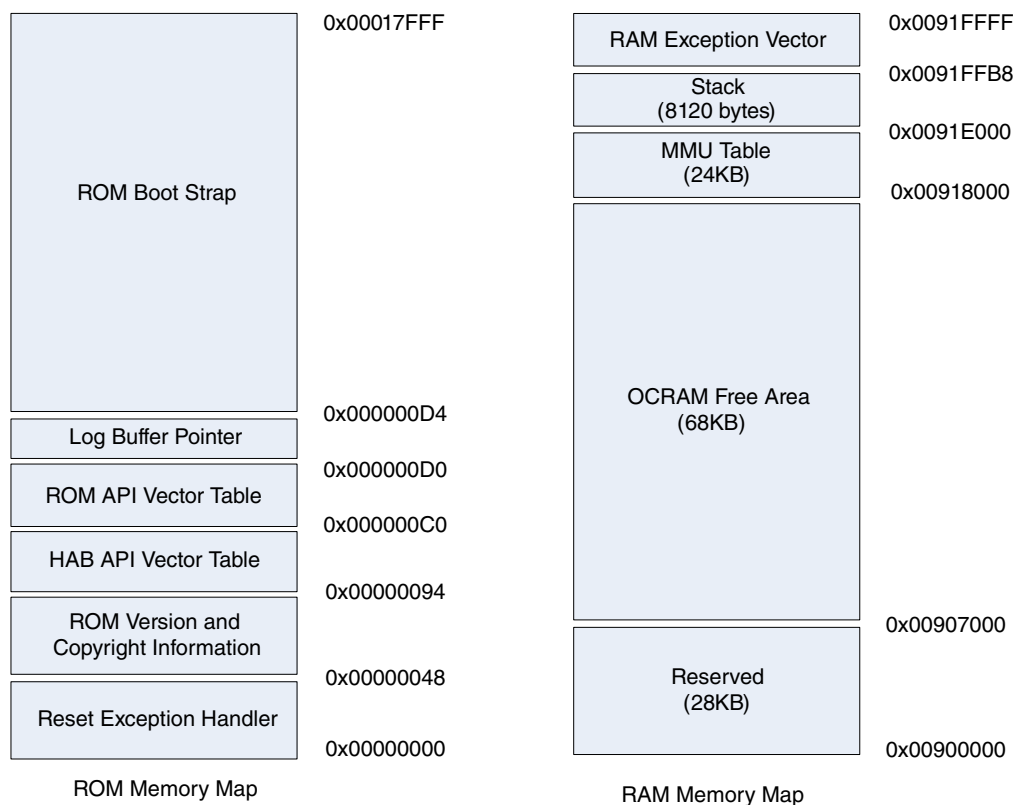 0x00017FFF
ROM Boot Strap
0x000000D4
Log Buffer Pointer
0x000000D0
ROM API Vector Table
0x000000C0
HAB API Vector Table
0x00000094
ROM Version and
Copyright Information
0x00000048
Reset Exception Handler
0x00000000
ROM Memory Map
0x0091FFFF
RAM Exception Vector
0x0091FFB8
Stack
(8120 bytes)
0x0091E000
MMU Table
(24KB)
0x00918000
OCRAM Free Area
(68KB)
0x00907000
Reserved
(28KB)
0x00900000
RAM Memory Map